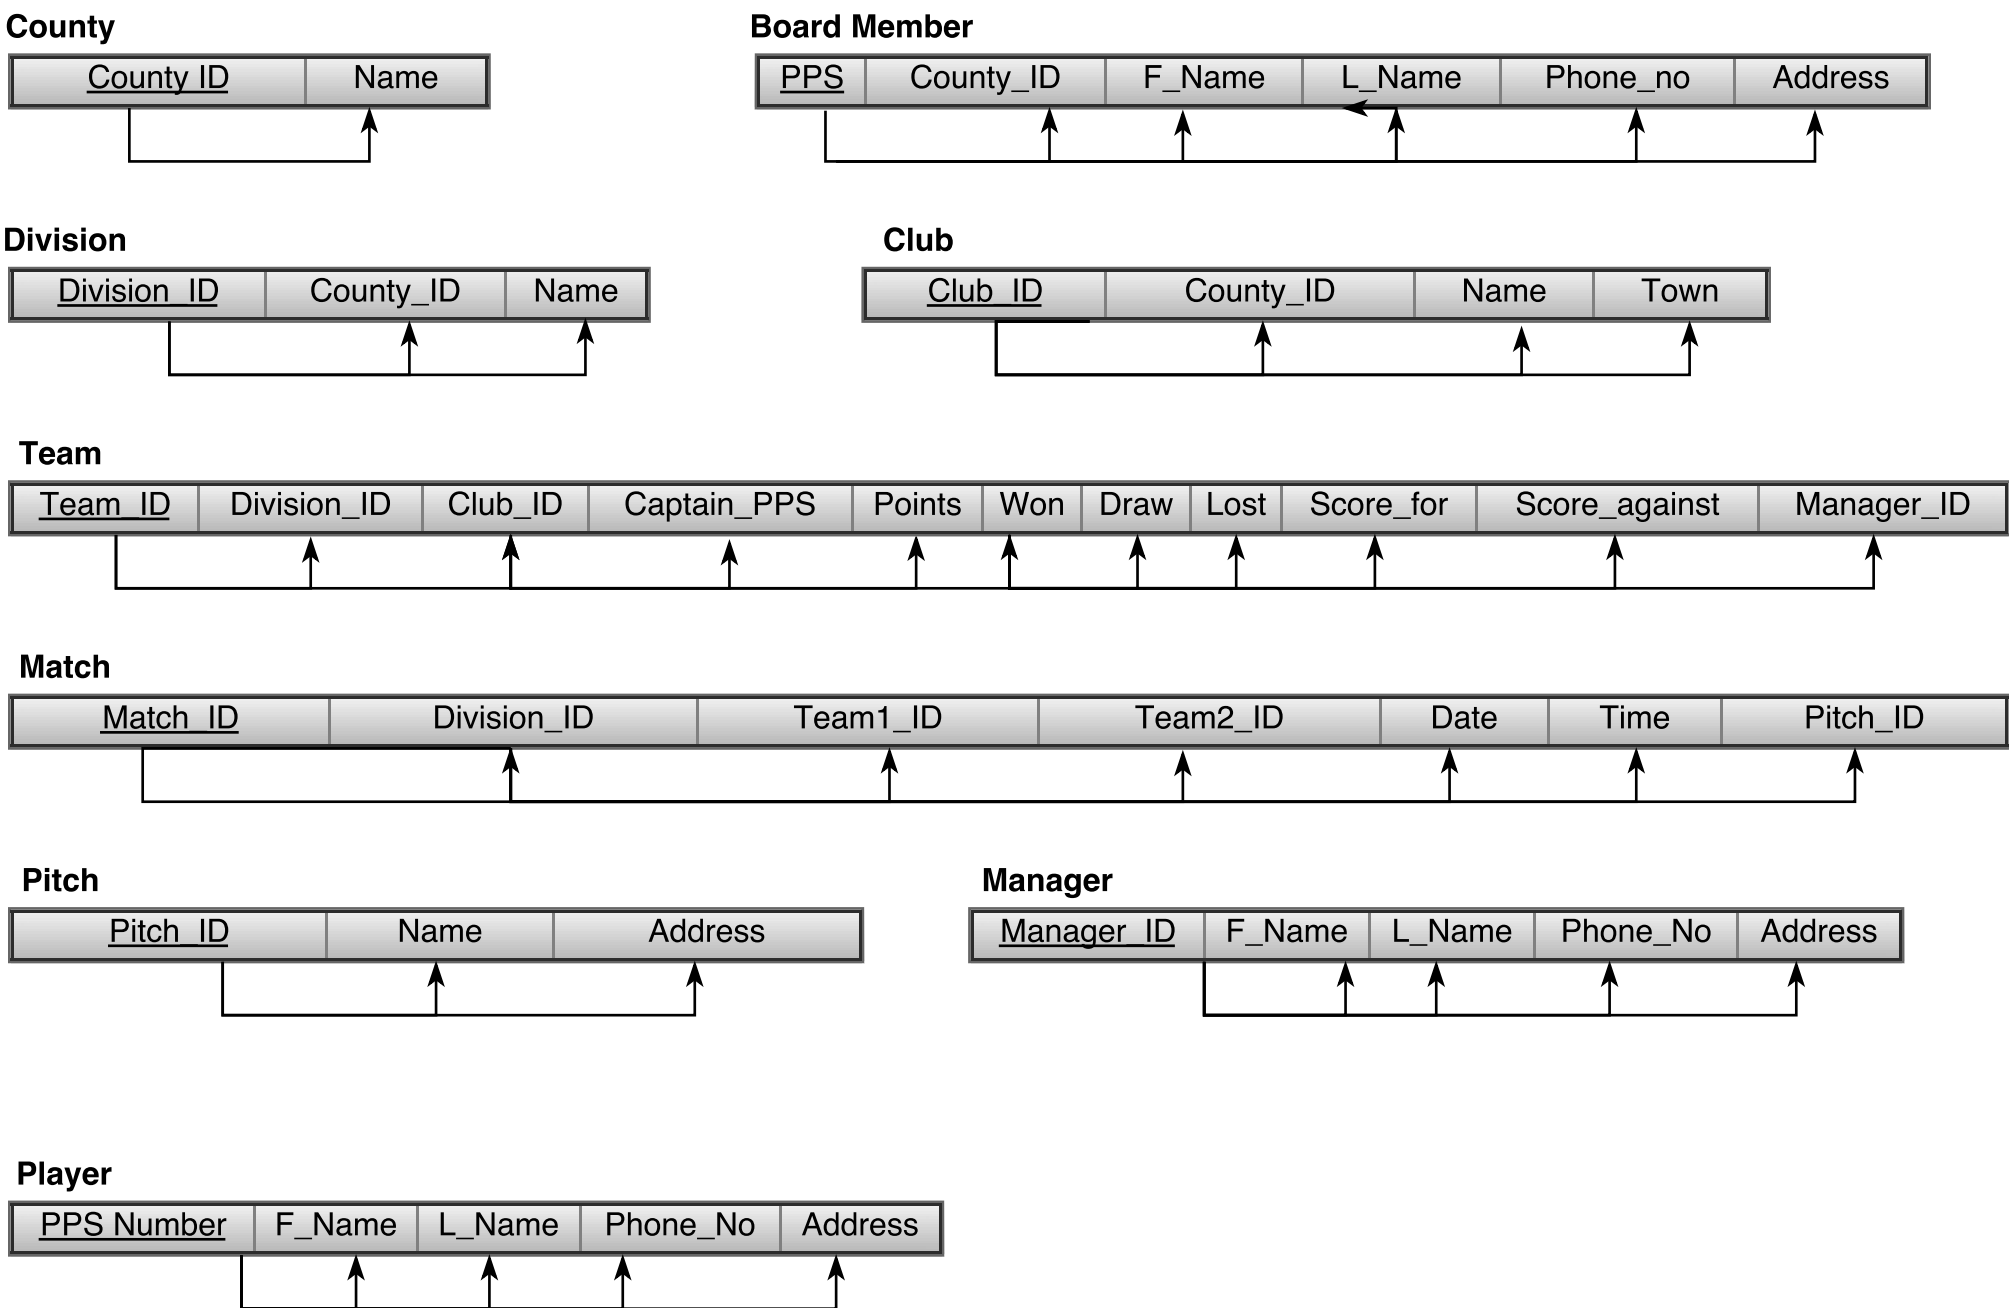 County
County ID Name
Board Member
PPS County_ID F_Name L_Name Phone_no Address
Division
Division_ID County_ID Name
Club
Club_ID County_ID Name Town
Team
Team_ID Division_ID Club_ID Captain_PPS Points Won Draw Lost Score_for Score_against Manager_ID
Match
Match_ID Division_ID Team1_ID Team2_ID Date Time Pitch_ID
Pitch
Pitch_ID Name Address
Manager
Manager_ID F_Name L_Name Phone_No Address
Player
PPS Number F_Name L_Name Phone_No Address